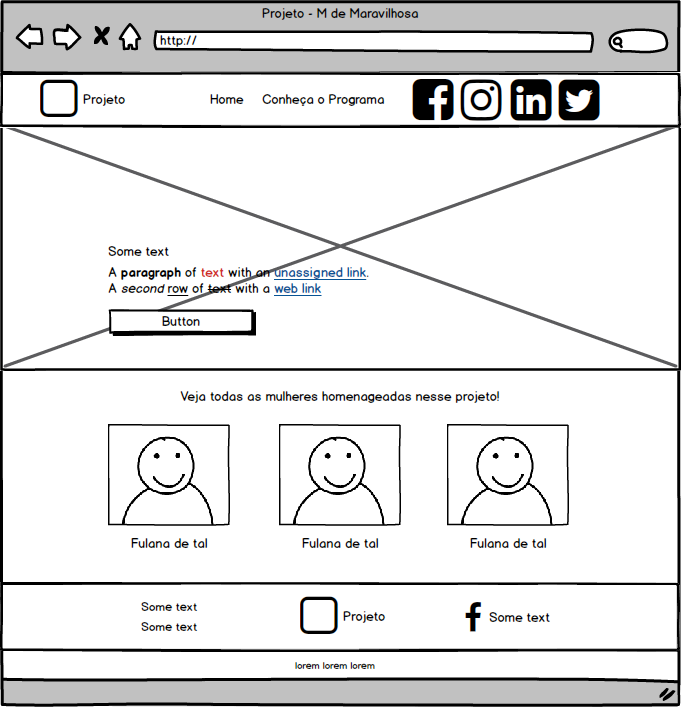 Projeto - M de Maravilhosa
http://
Projeto Home Conheça o Programa
Some text
A paragraph of text with an unassigned link.
A second row of text with a web link
Button
Veja todas as mulheres homenageadas nesse projeto!
Fulana de tal Fulana de tal Fulana de tal
Some text
Some text
Projeto
Some text
lorem lorem lorem